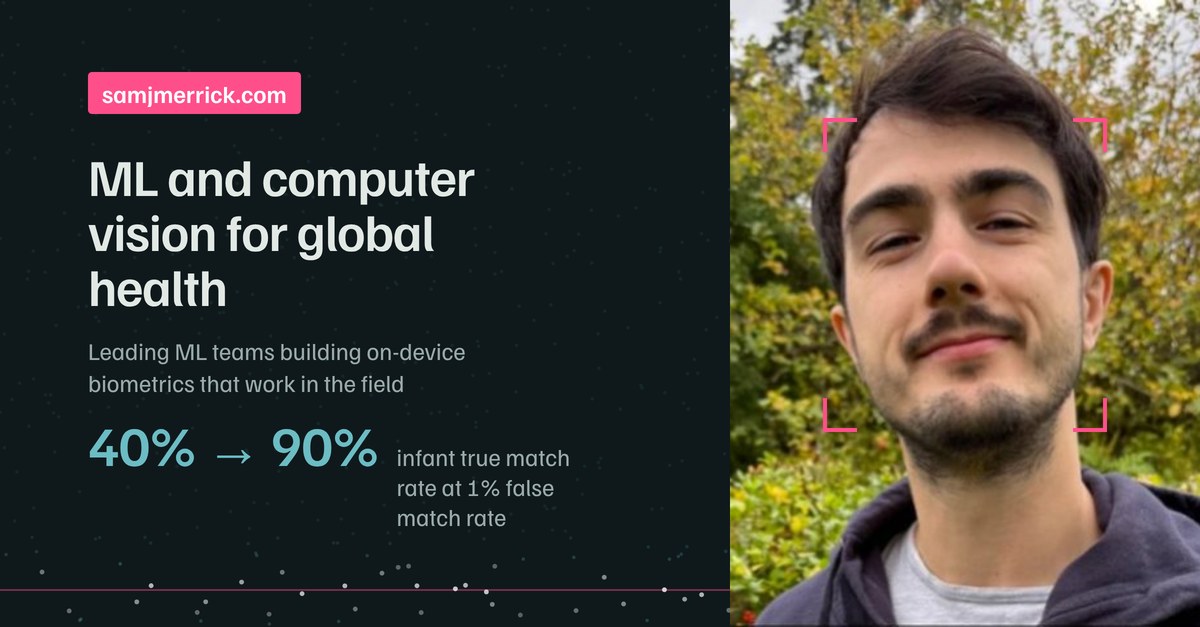 samjmerrick.com
ML and computer
vision for global
health
Leading ML teams building on-device
biometrics that work in the field
40% → 90%
infant true match
rate at 1% false
match rate